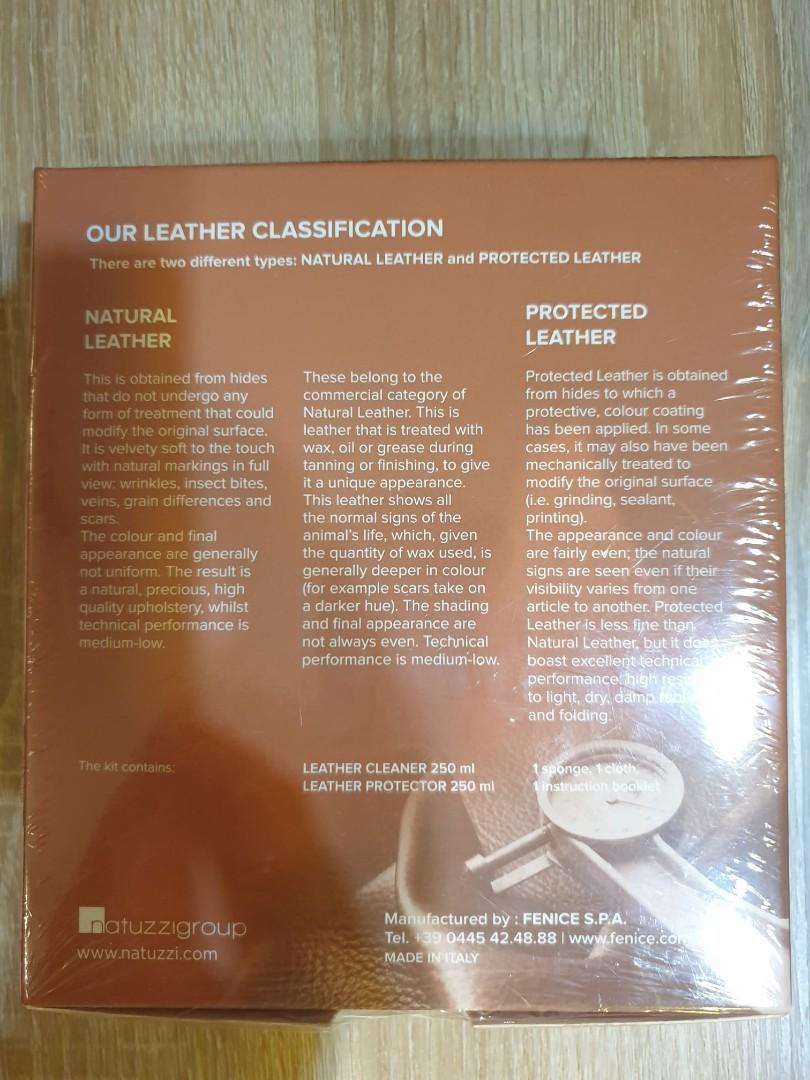 OUR LEATHER CLASSIFICATION
There are two different types: NATURAL LEATHER and PROTECTED LEATHER
NATURAL
LEATHER
This is obtained from hides
that do not undergo any
form of treatment that could
modify the original surface.
It is velvety soft to the touch
with natural markings in full
view: wrinkles, insect bites,
veins, grain differences and
scars.
The colour and final
appearance are generally
not uniform. The result is
a natural, precious, high
quality upholstery, whilst
technical performance is
medium-low.
These belong to the
commercial category of
Natural Leather. This is
leather that is treated with
wax, oil or grease during
tanning or finishing, to give
it a unique appearance.
This leather shows all
the normal signs of the
animal's life, which, given
the quantity of wax used, is
generally deeper in colour
(for example scars take on
a darker hue). The shading
and final appearance are
not always even. Technical
performance is medium-low.
PROTECTED
LEATHER
Protected Leather is obtained
from hides to which a
protective, colour coating
has been applied. In some
cases, it may also have been
mechanically treated to
modify the original surface
(i.e. grinding, sealant,
printing).
The appearance and colour
are fairly even; the natural
signs are seen even if their
visibility varies from one
article to another. Protected
Leather is less fine than
Natural Leather, but it does
boast excellent technical
performance: high
to light, dry, damp
and folding.
The kit contains:
LEATHER CLEANER 250 ml
LEATHER PROTECTOR 250 ml
1 sponge, 1 cloth,
1 instruction booklet
natuzzigroup
www.natuzzi.com
Manufactured by : FENICE S.P.A.
Tel. +39 0445 42.48.88 | www.fenice.com
MADE IN ITALY